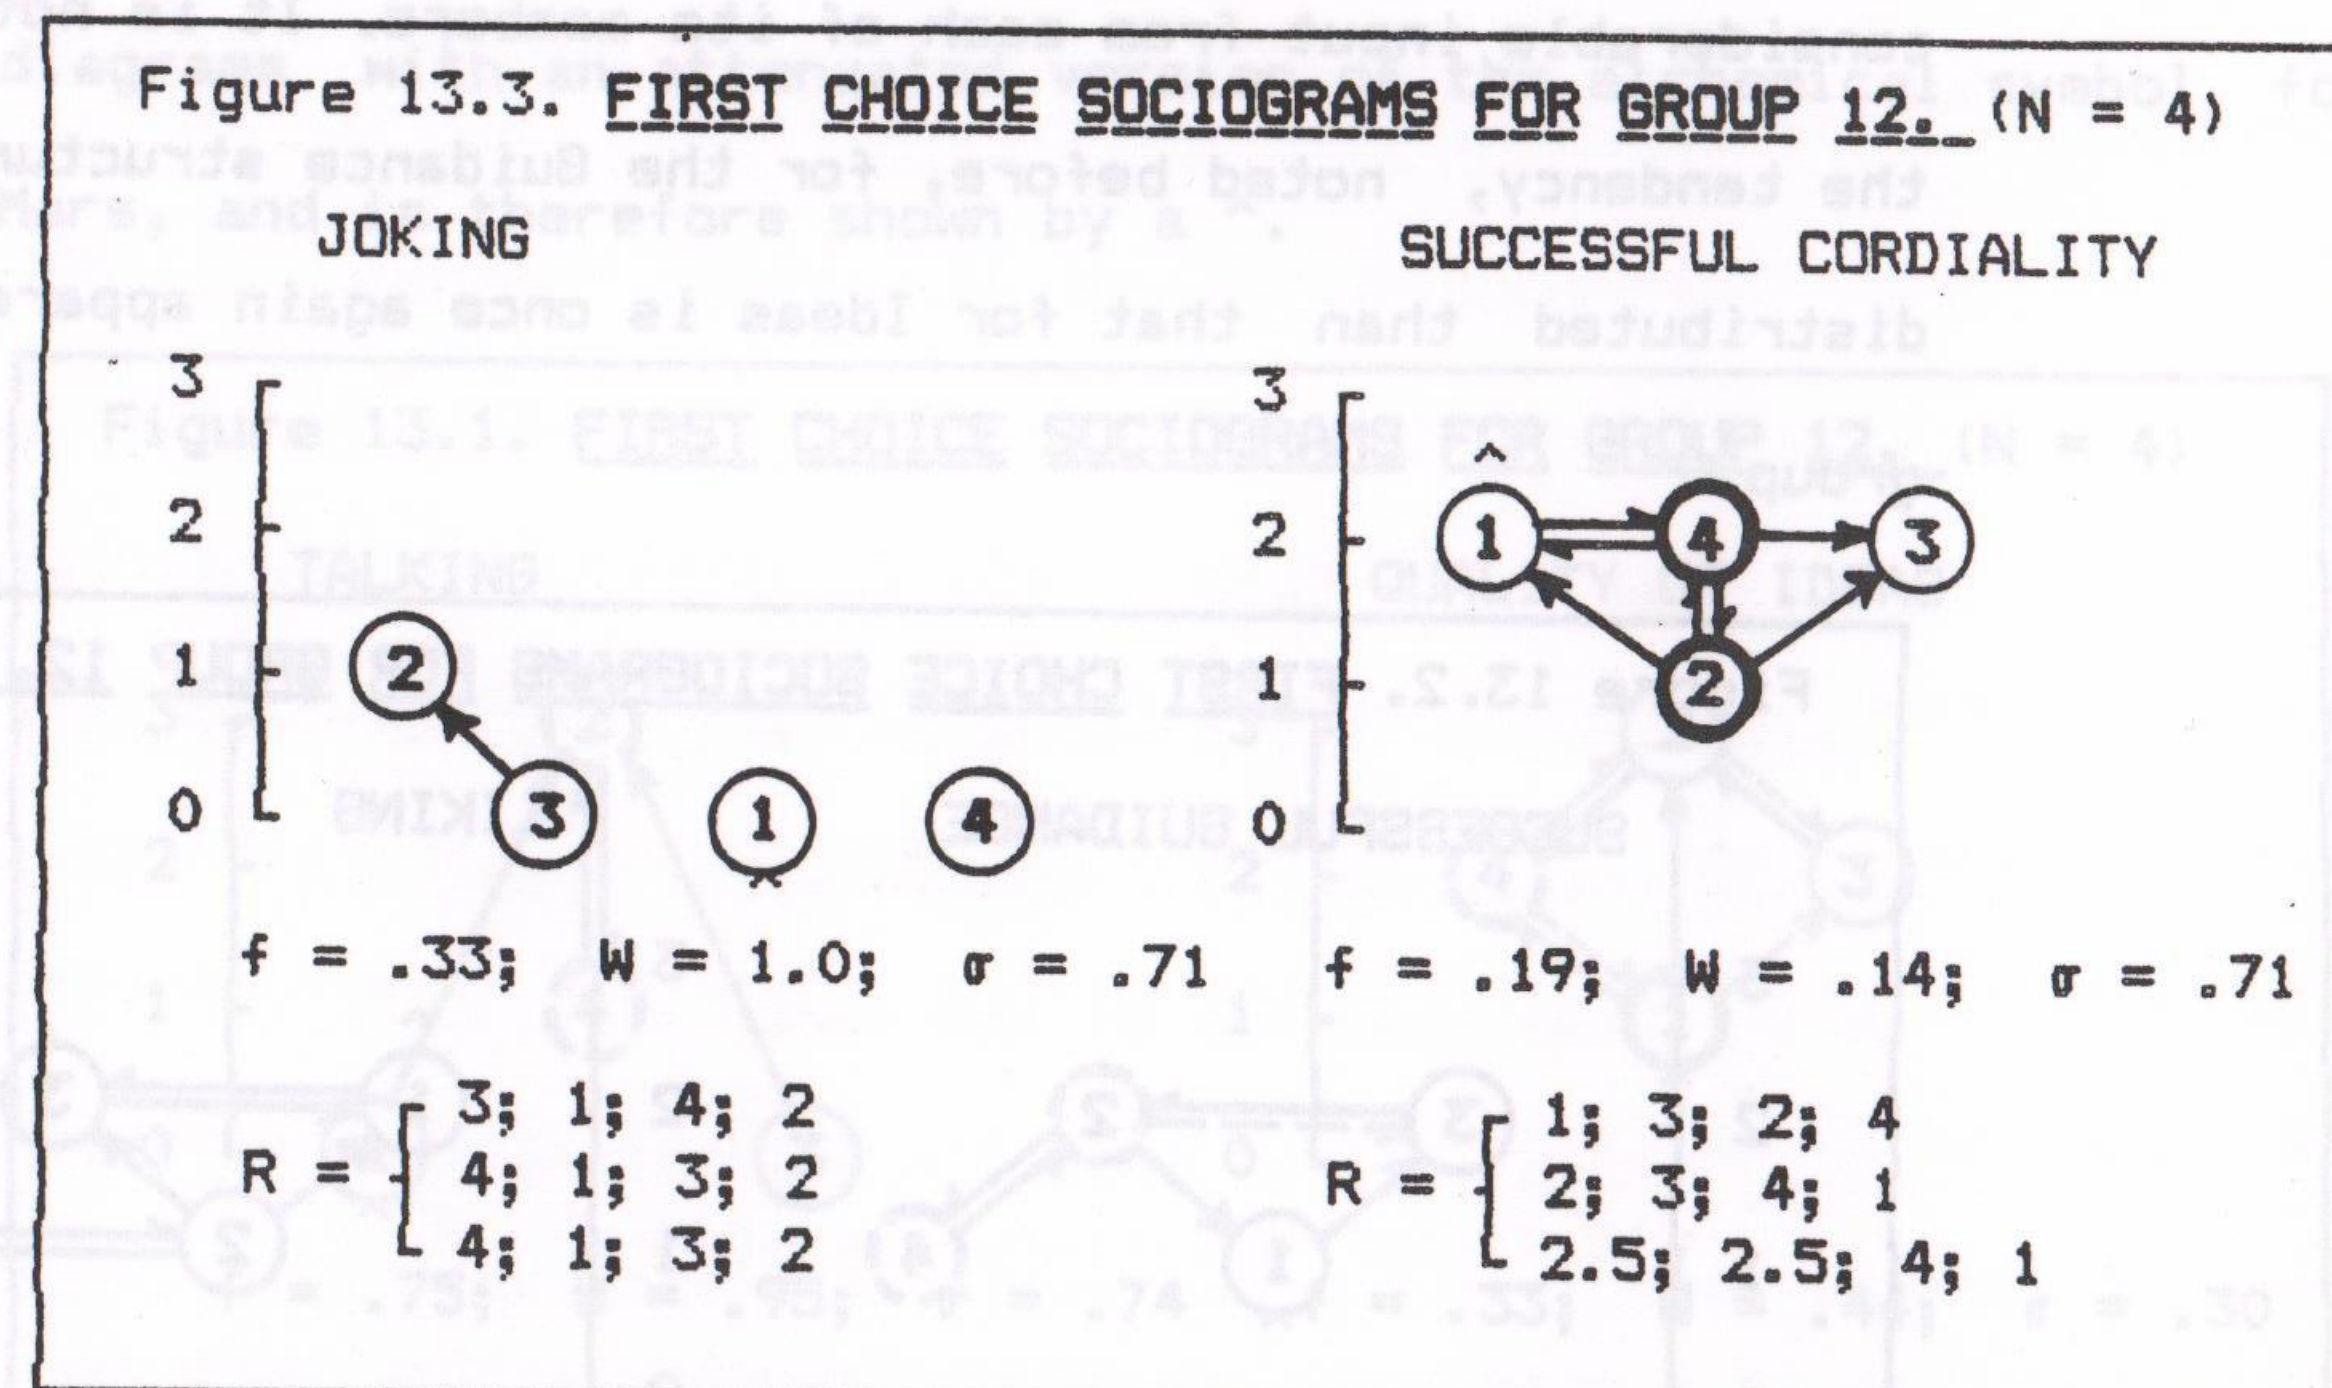 Figure 13.3. FIRST CHOICE SOCIOGRAMS FOR GROUP 12. (N = 4)
JOKING
3
2
1
0
2
3
1
4
f = .33; W = 1.0; σ = .71
R =
3; 1; 4; 2
4; 1; 3; 2
4; 1; 3; 2
SUCCESSFUL CORDIALITY
3
2
1
0
^
1
4
3
2
f = .19; W = .14; σ = .71
R =
1; 3; 2; 4
2; 3; 4; 1
2.5; 2.5; 4; 1